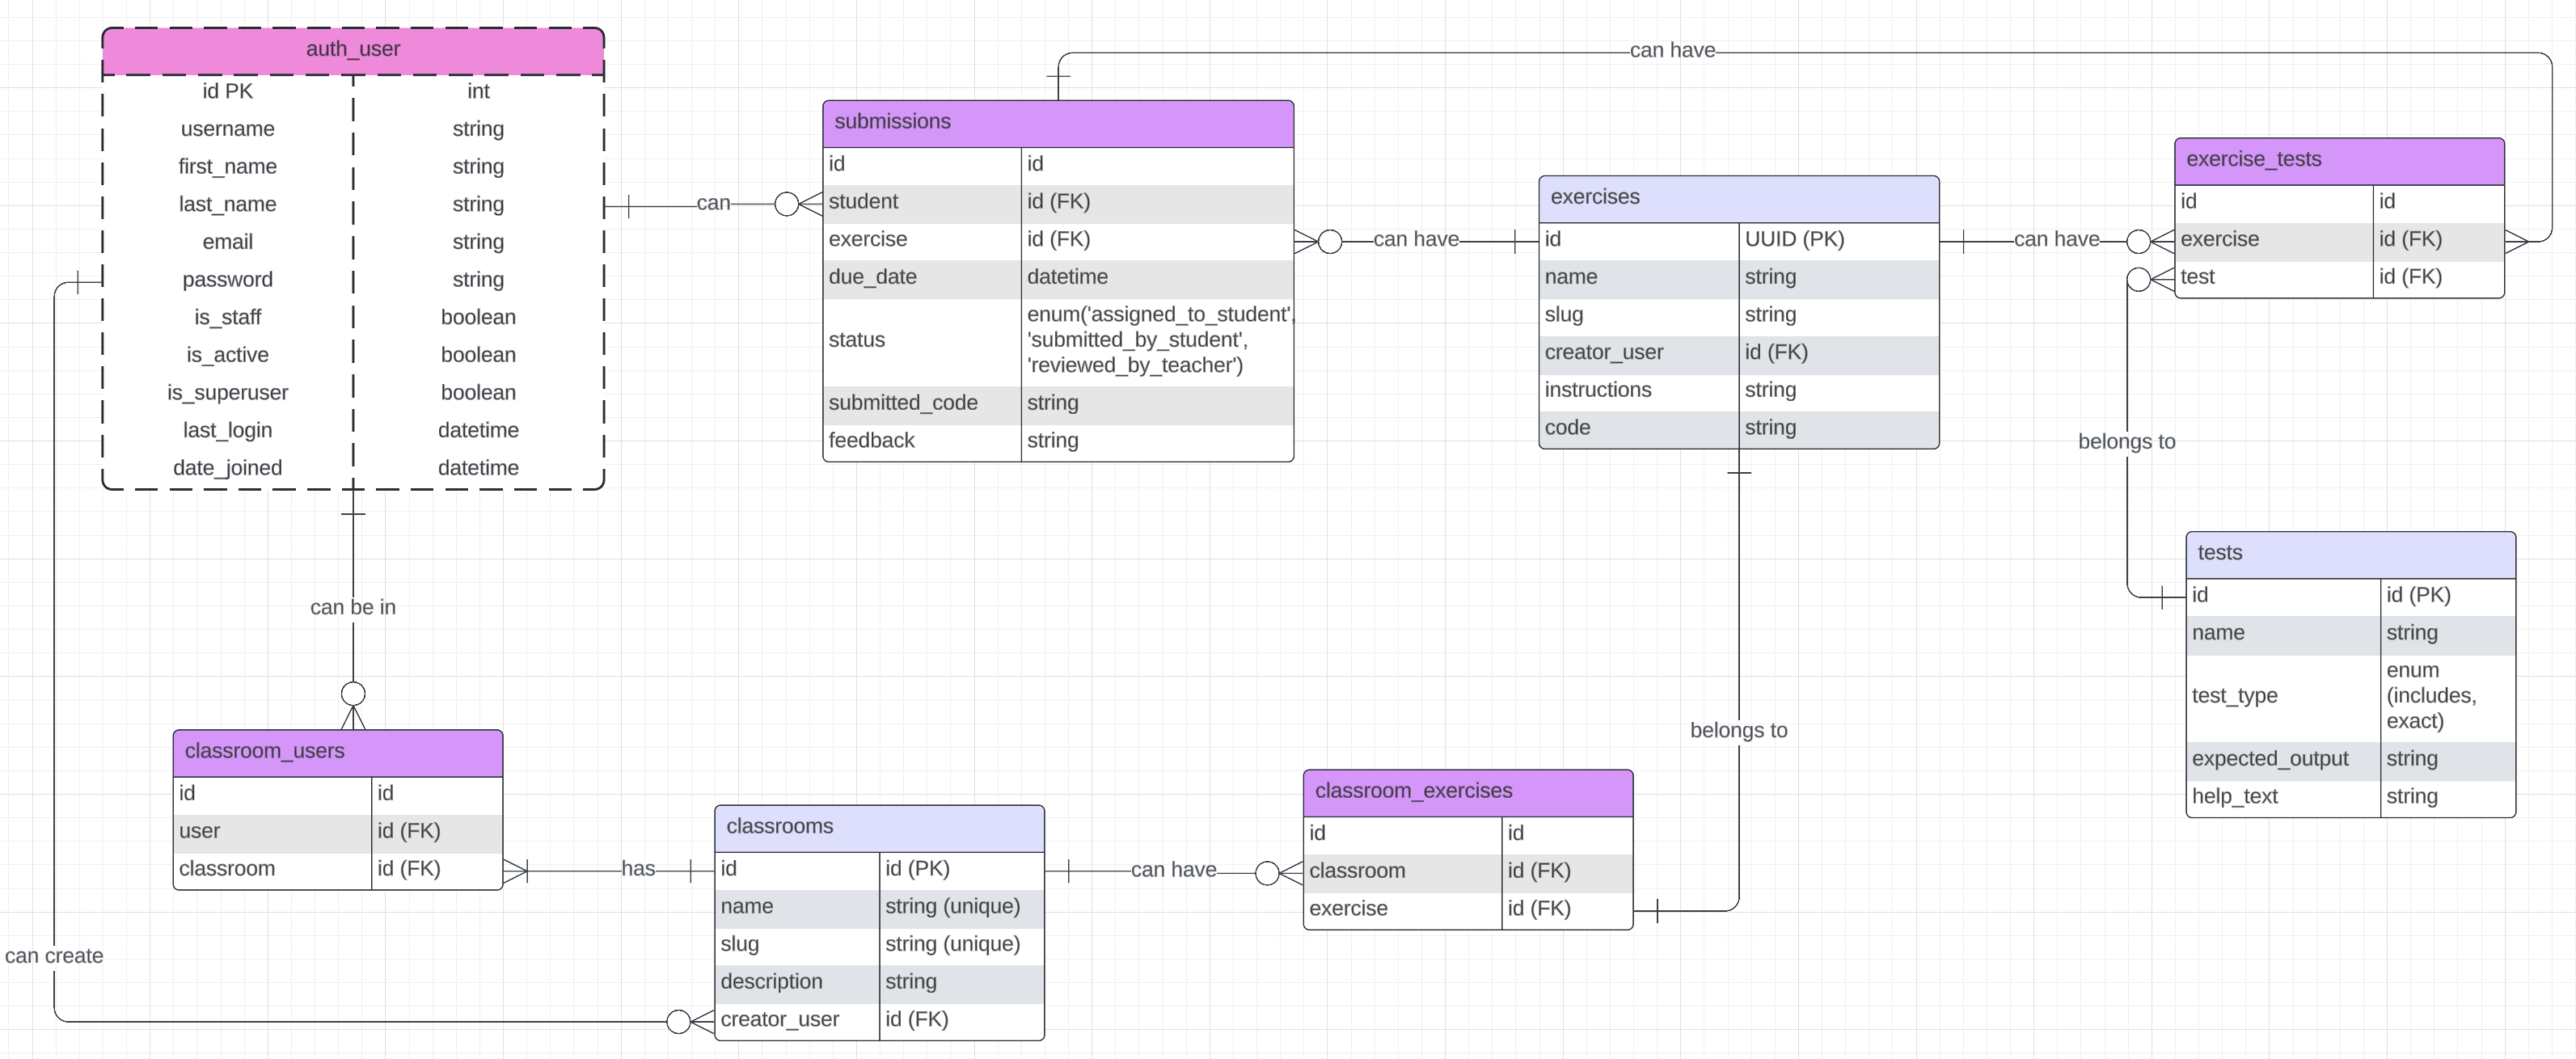 auth_user
id PK int
username string
first_name string
last_name string
email string
password string
is_staff boolean
is_active boolean
is_superuser boolean
last_login datetime
date_joined datetime
can
can have
submissions
id id
student id (FK)
exercise id (FK)
due_date datetime
status
enum('assigned_to_student',
'submitted_by_student',
'reviewed_by_teacher')
submitted_code string
feedback string
can have
exercises
id UUID (PK)
name string
slug string
creator_user id (FK)
instructions string
code string
can have
exercise_tests
id id
exercise id (FK)
test id (FK)
belongs to
tests
id id (PK)
name string
test_type
enum
(includes,
exact)
expected_output string
help_text string
can be in
classroom_users
id id
user id (FK)
classroom id (FK)
has
classrooms
id id (PK)
name string (unique)
slug string (unique)
description string
creator_user id (FK)
can have
classroom_exercises
id id
classroom id (FK)
exercise id (FK)
belongs to
can create